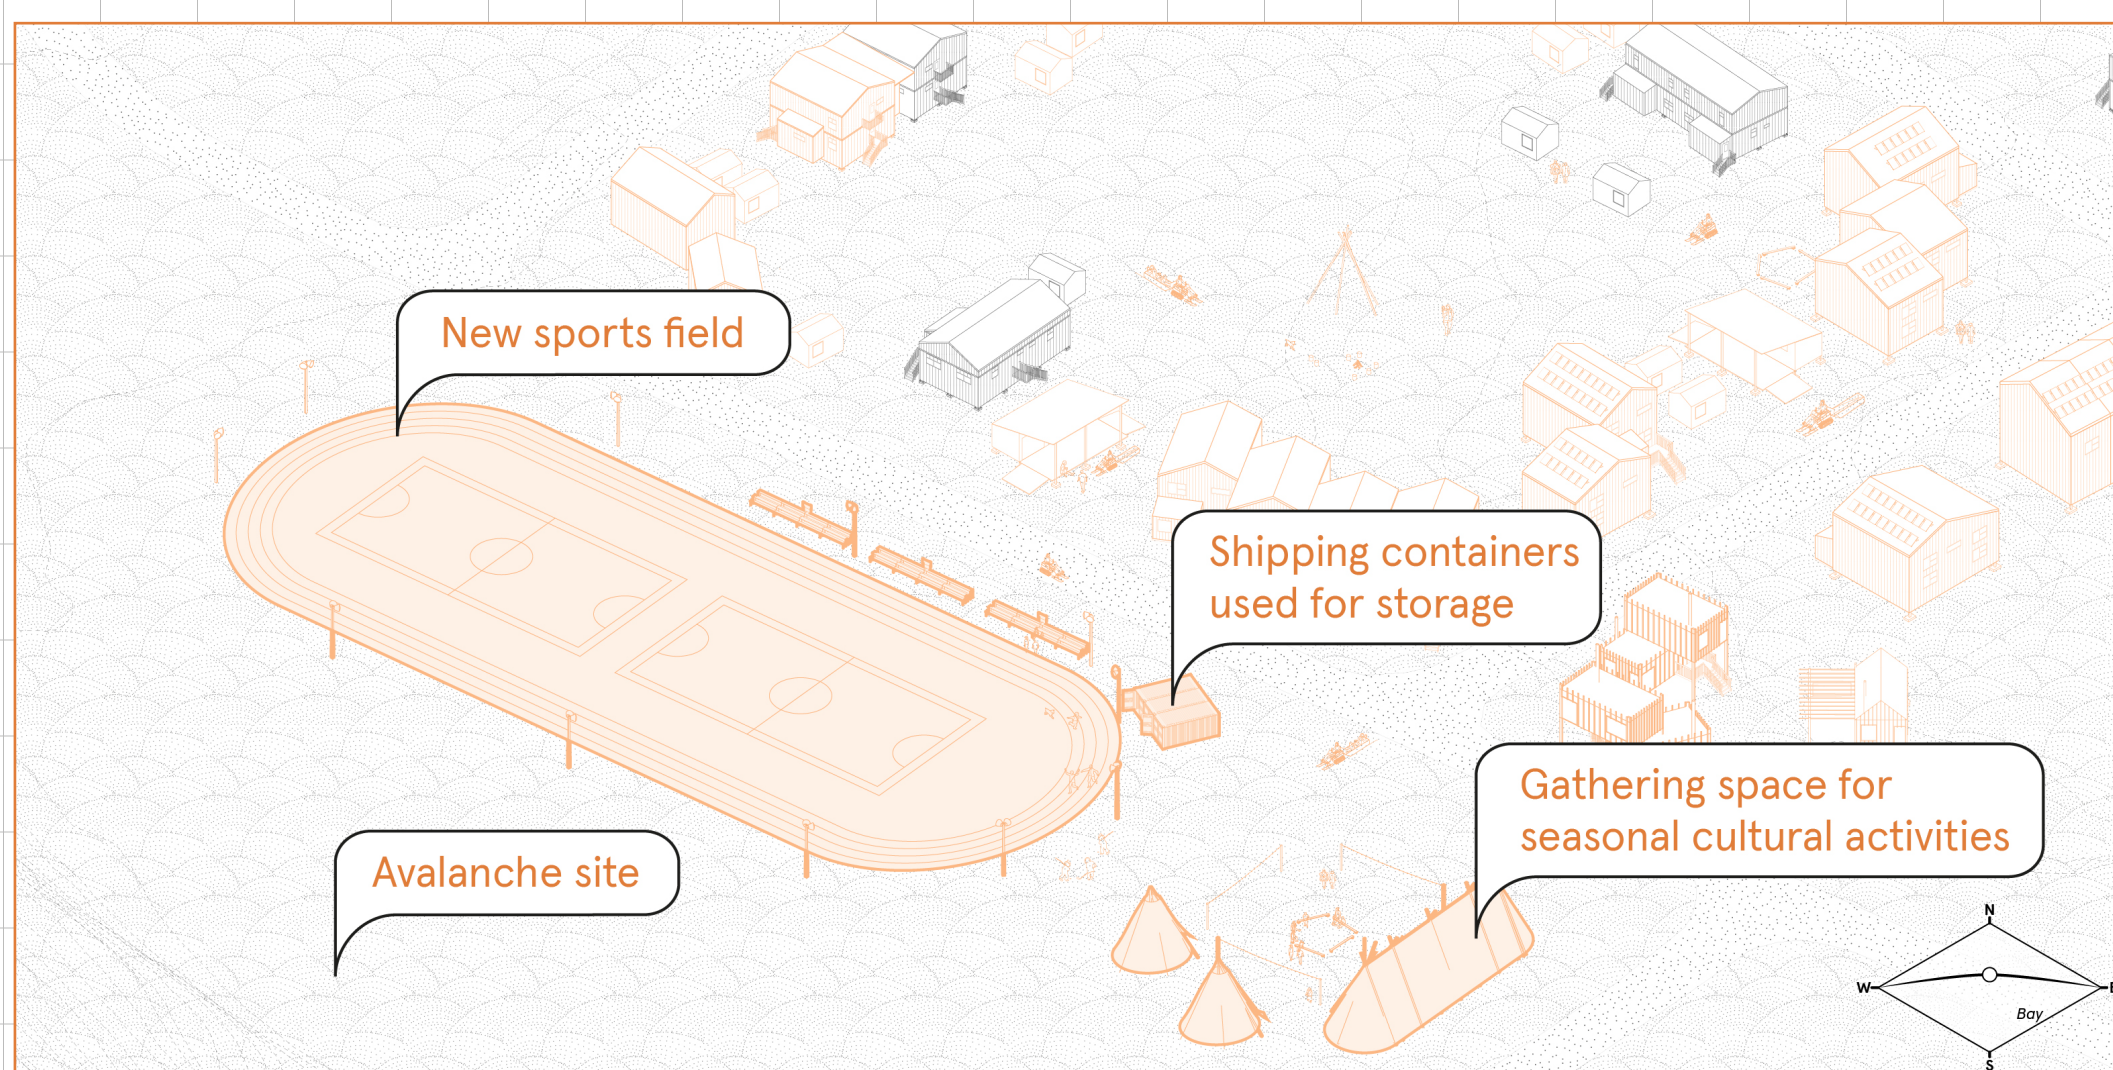 New sports field
Shipping containers
used for storage
Gathering space for
seasonal cultural activities
Avalanche site
N
W
Bay
S